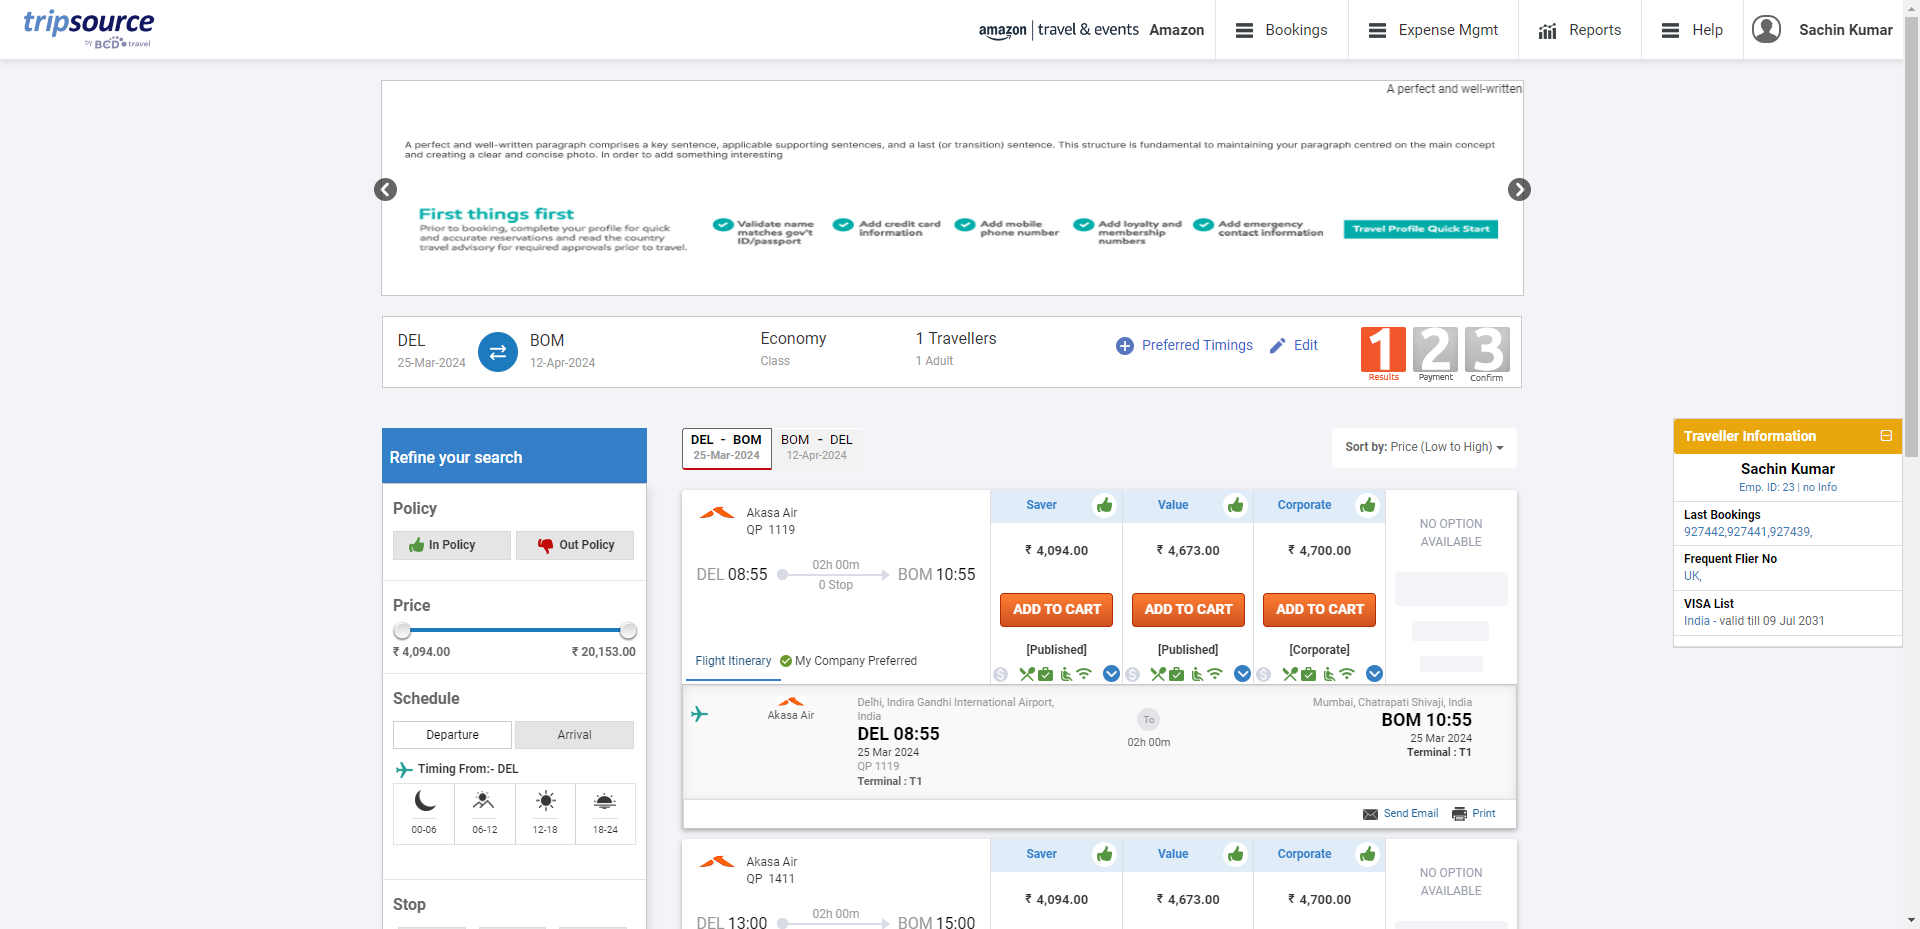 tripsource
by BCD travel
amazon | travel & events Amazon
Bookings
Expense Mgmt
Reports
Help
Sachin Kumar
A perfect and well-written
A perfect and well-written paragraph comprises a key sentence, applicable supporting sentences, and a last (or transition) sentence. This structure is fundamental to maintaining your paragraph centred on the main concept
and creating a clear and concise photo. In order to add something interesting
First things first
Prior to booking, complete your profile for quick
and accurate reservations and read the country
travel advisory for required approvals prior to travel.
Validate name
matches gov't
ID/passport
Add credit card
information
Add mobile
phone number
Add loyalty and
membership
numbers
Add emergency
contact information
Travel Profile Quick Start
DEL
25-Mar-2024
BOM
12-Apr-2024
Economy
Class
1 Travellers
1 Adult
Preferred Timings
Edit
1 Results
2 Payment
3 Confirm
Refine your search
Policy
In Policy
Out Policy
Price
₹ 4,094.00
₹ 20,153.00
Schedule
Departure
Arrival
Timing From:- DEL
00-06
06-12
12-18
18-24
Stop
DEL - BOM
25-Mar-2024
BOM - DEL
12-Apr-2024
Sort by: Price (Low to High)
Akasa Air
QP 1119
DEL 08:55
02h 00m
0 Stop
BOM 10:55
Flight Itinerary
My Company Preferred
Saver
₹ 4,094.00
ADD TO CART
[Published]
Value
₹ 4,673.00
ADD TO CART
[Published]
Corporate
₹ 4,700.00
ADD TO CART
[Corporate]
NO OPTION
AVAILABLE
Akasa Air
Delhi, Indira Gandhi International Airport,
India
DEL 08:55
25 Mar 2024
QP 1119
Terminal : T1
To
02h 00m
Mumbai, Chatrapati Shivaji, India
BOM 10:55
25 Mar 2024
Terminal : T1
Send Email
Print
Akasa Air
QP 1411
DEL 13:00
02h 00m
BOM 15:00
Saver
₹ 4,094.00
Value
₹ 4,673.00
Corporate
₹ 4,700.00
NO OPTION
AVAILABLE
Traveller Information
Sachin Kumar
Emp. ID: 23 | no Info
Last Bookings
927442,927441,927439,
Frequent Flier No
UK,
VISA List
India - valid till 09 Jul 2031